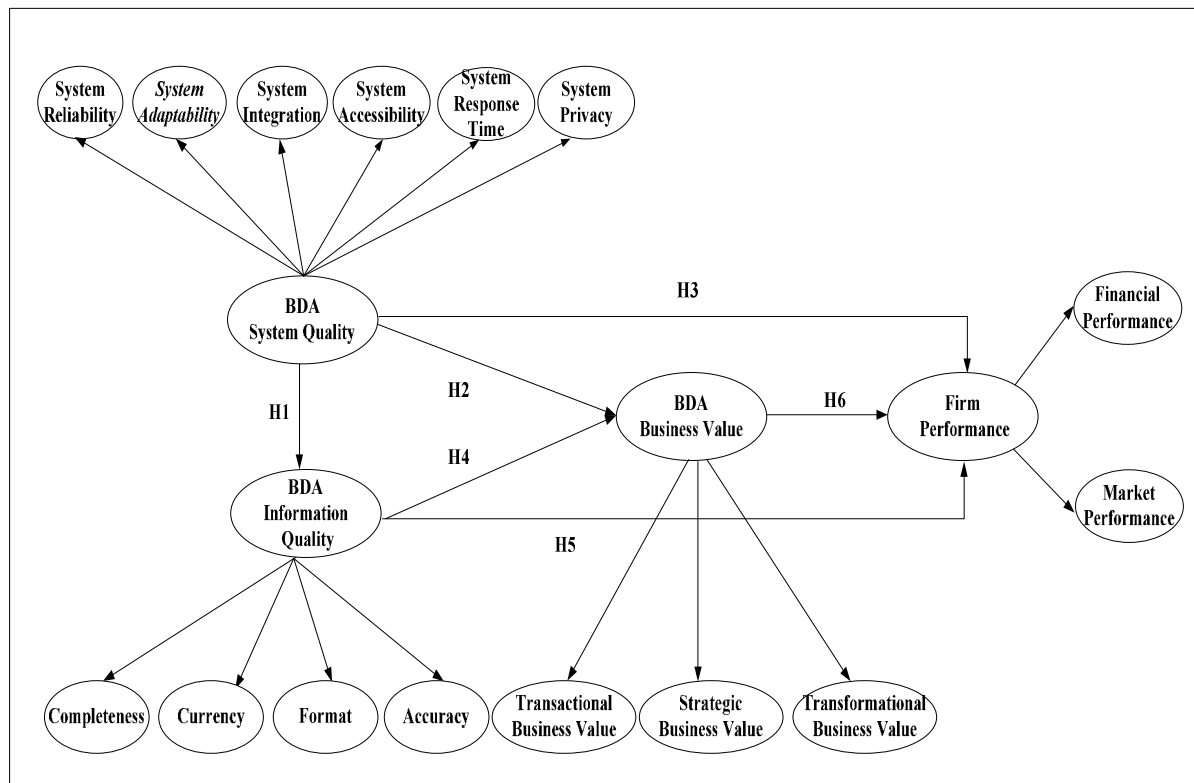 System
Reliability
System
Adaptability
System
Integration
System
Accessibility
System
Response
Time
System
Privacy
BDA
System Quality
H3
Financial
Performance
H1
H2
BDA
Business Value
H6
Firm
Performance
H4
BDA
Information
Quality
H5
Market
Performance
Completeness
Currency
Format
Accuracy
Transactional
Business Value
Strategic
Business Value
Transformational
Business Value